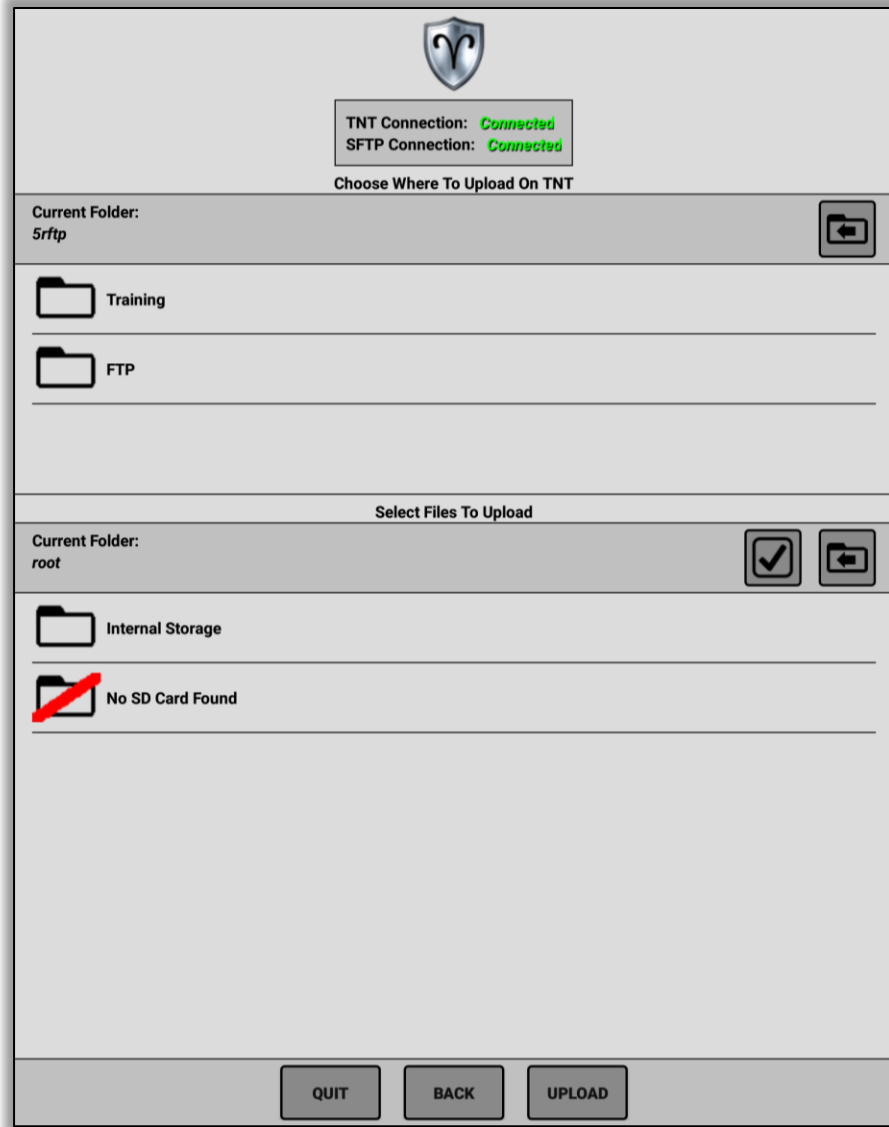 TNT Connection: Connected
SFTP Connection: Connected
Choose Where To Upload On TNT
Current Folder:
5rftp
Training
FTP
Select Files To Upload
Current Folder:
root
Internal Storage
No SD Card Found
QUIT BACK UPLOAD